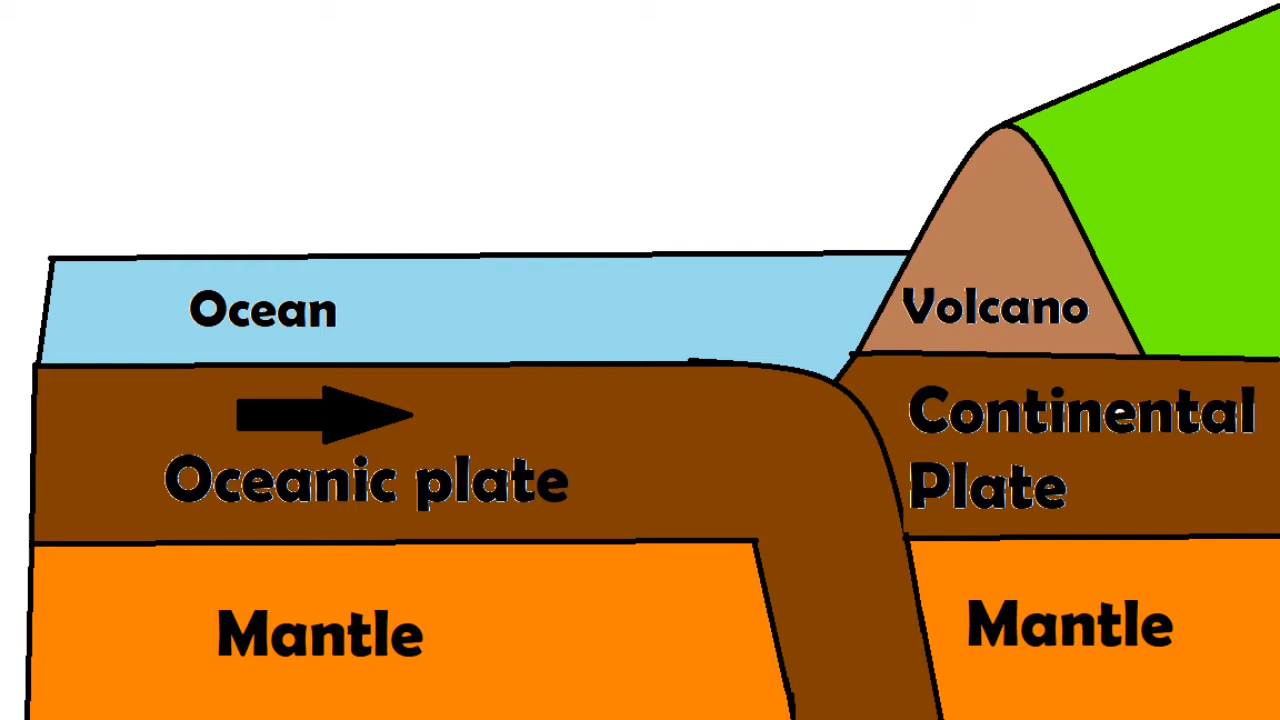 Ocean
Volcano
Continental
Plate
Oceanic plate
Mantle
Mantle